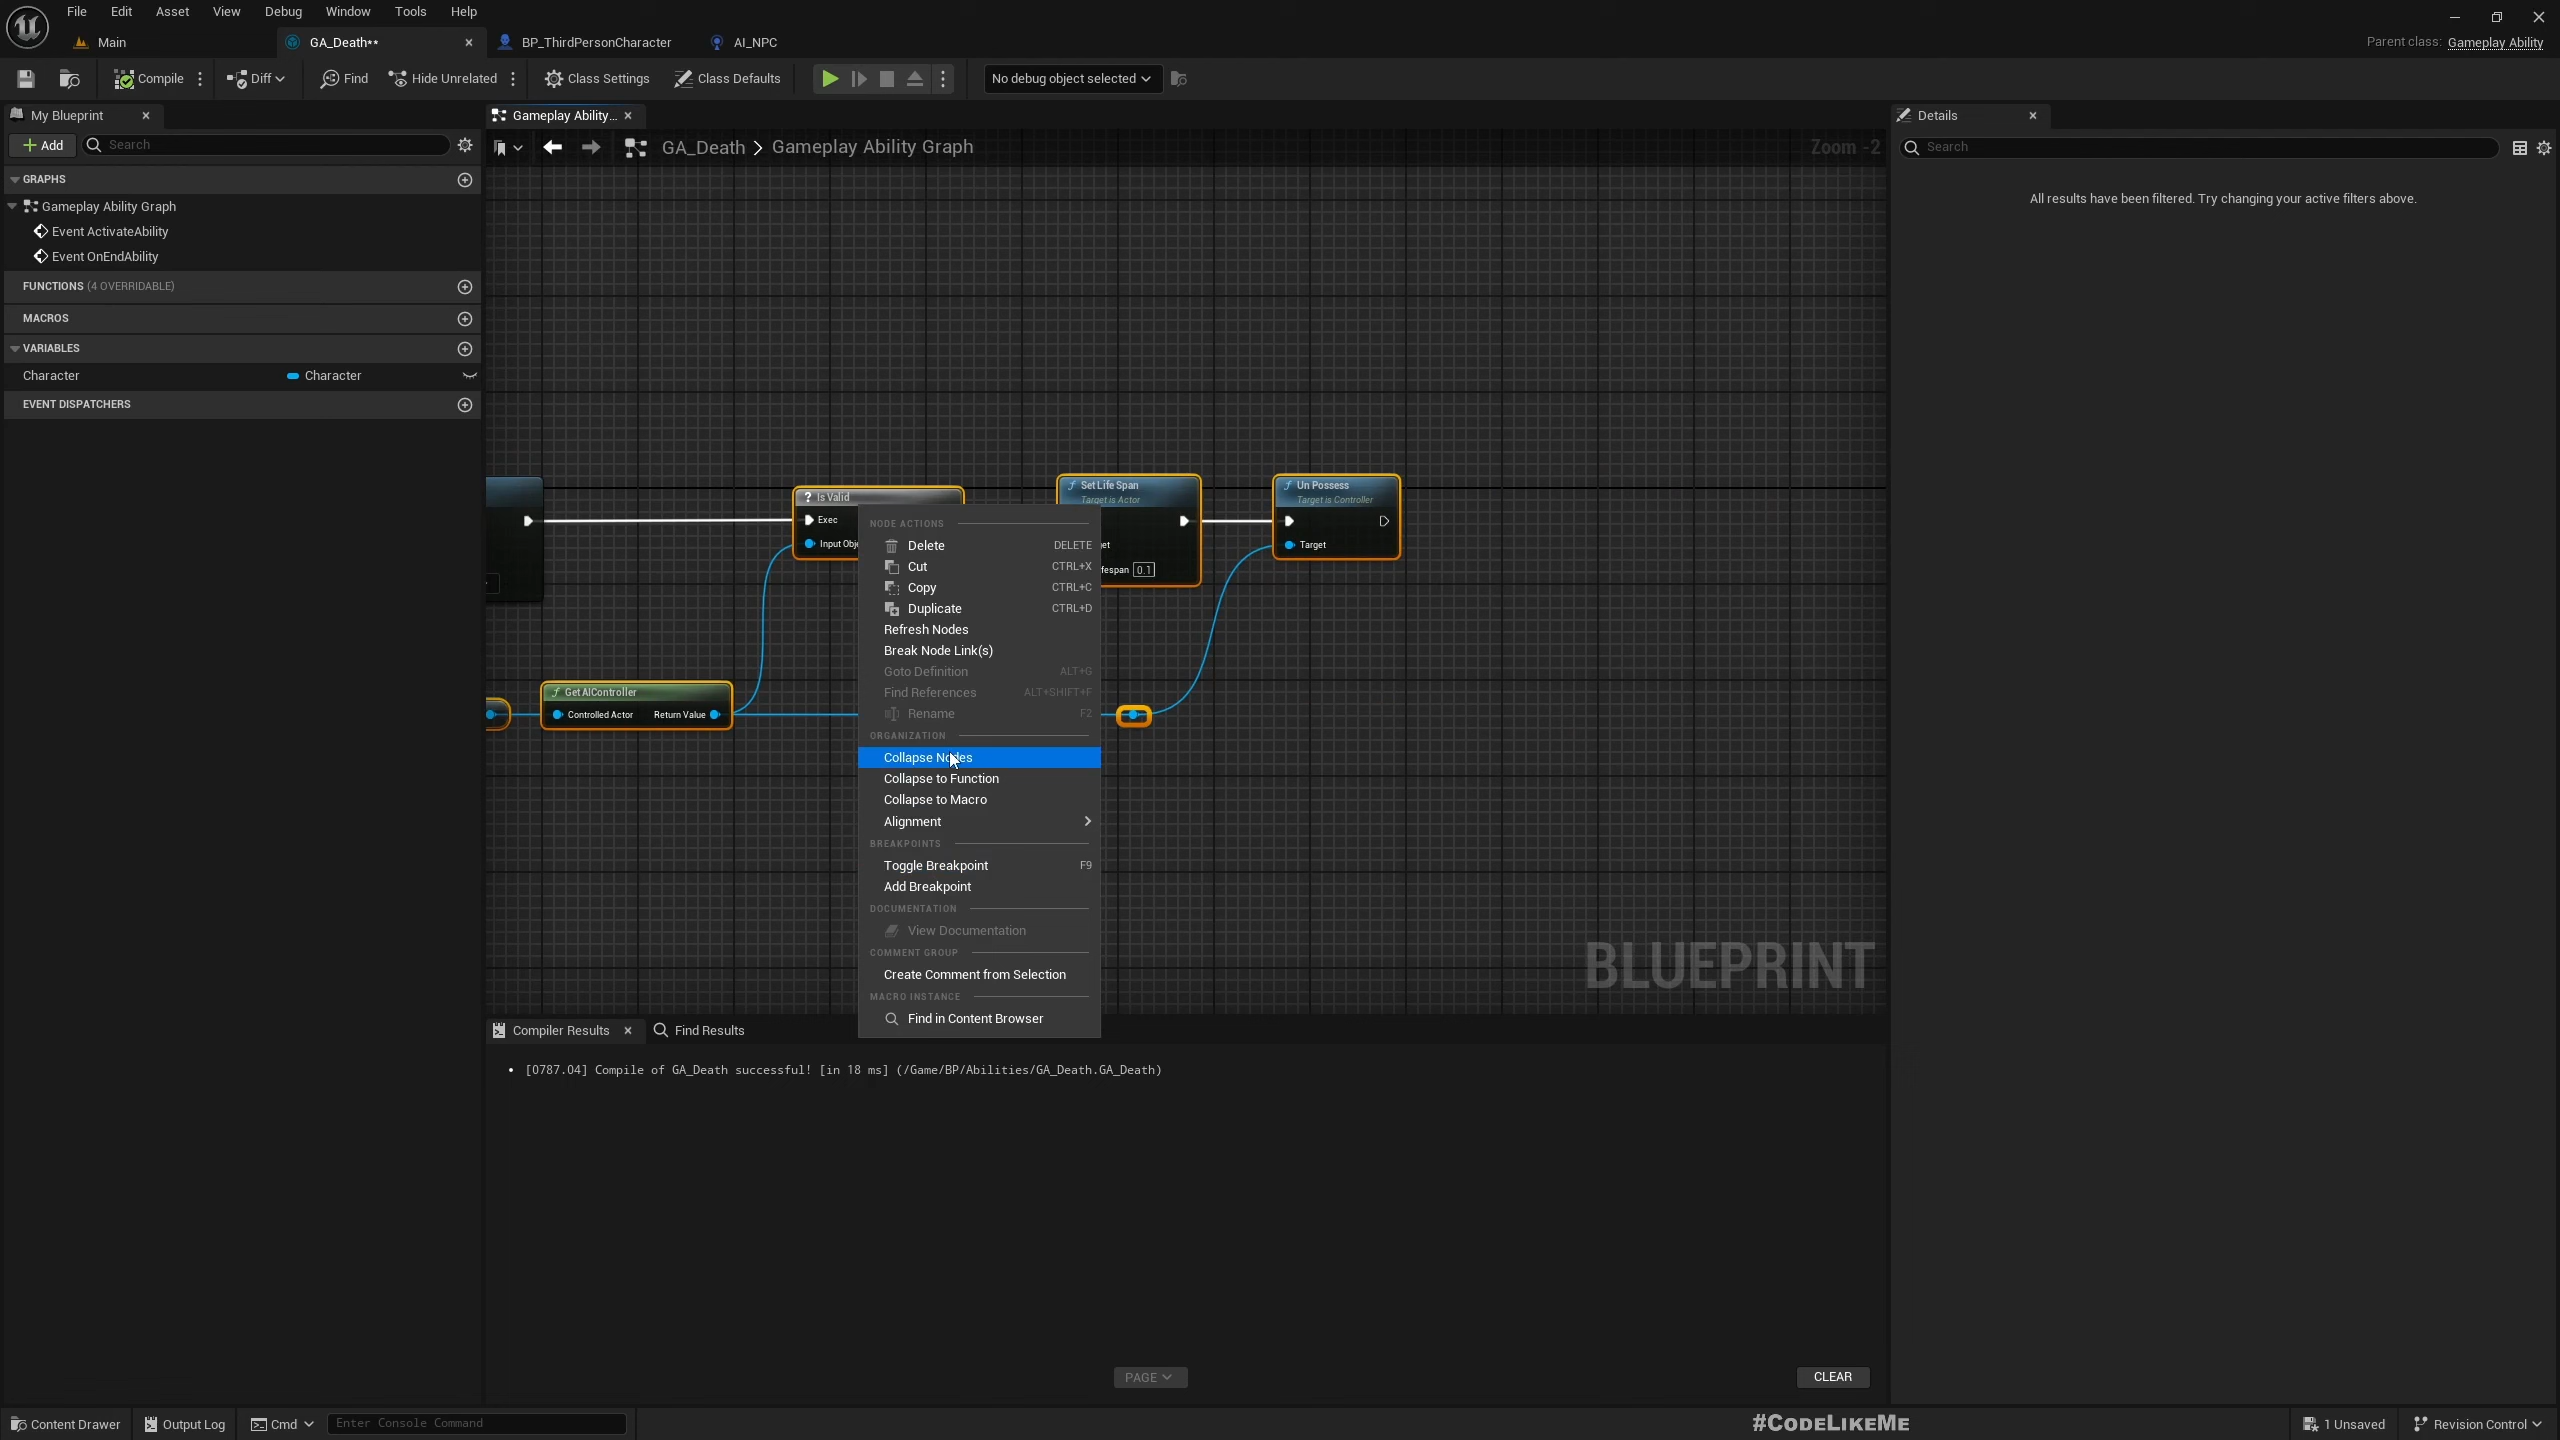 File Edit Asset View Debug Window Tools Help
Main GA_Death** BP_ThirdPersonCharacter AI_NPC
Parent class: Gameplay Ability
Compile Diff Find Hide Unrelated Class Settings Class Defaults No debug object selected
My Blueprint
Add Search
GRAPHS
Gameplay Ability Graph
Event ActivateAbility
Event OnEndAbility
FUNCTIONS (4 OVERRIDABLE)
MACROS
VARIABLES
Character Character
EVENT DISPATCHERS
Gameplay Ability...
GA_Death > Gameplay Ability Graph
Zoom -2
Is Valid
Exec
Input Obje
Set Life Span
Target is Actor
get
fespan 0.1
Un Possess
Target is Controller
Target
Get AIController
Controlled Actor Return Value
NODE ACTIONS
Delete DELETE
Cut CTRL+X
Copy CTRL+C
Duplicate CTRL+D
Refresh Nodes
Break Node Link(s)
Goto Definition ALT+G
Find References ALT+SHIFT+F
Rename F2
ORGANIZATION
Collapse Nodes
Collapse to Function
Collapse to Macro
Alignment
BREAKPOINTS
Toggle Breakpoint F9
Add Breakpoint
DOCUMENTATION
View Documentation
COMMENT GROUP
Create Comment from Selection
MACRO INSTANCE
Find in Content Browser
BLUEPRINT
Compiler Results Find Results
[0787.04] Compile of GA_Death successful! [in 18 ms] (/Game/BP/Abilities/GA_Death.GA_Death)
PAGE
CLEAR
Details
Search
All results have been filtered. Try changing your active filters above.
Content Drawer Output Log Cmd Enter Console Command
#CodeLikeMe
1 Unsaved Revision Control